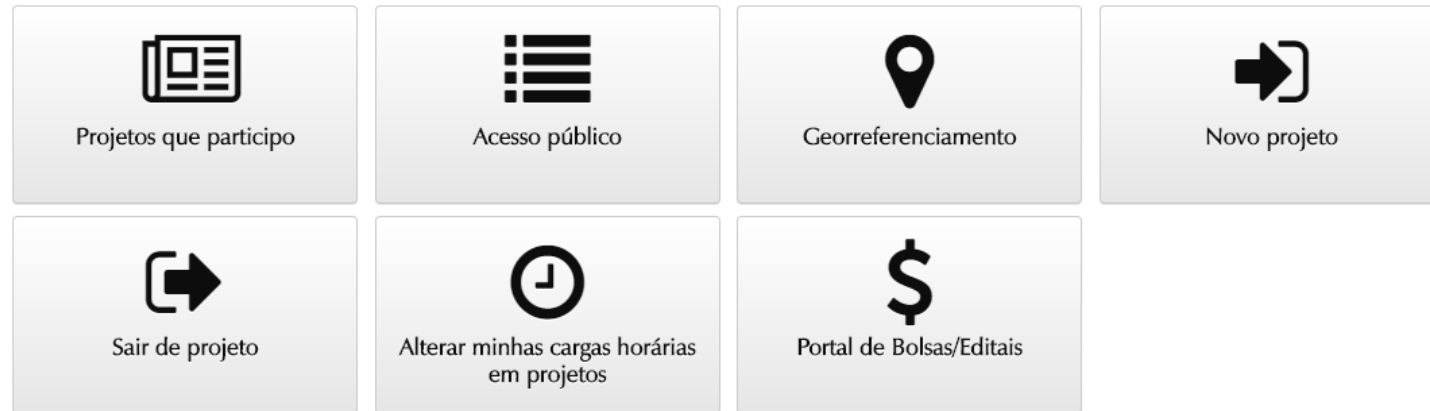 Projetos que participo
Acesso público
Georreferenciamento
Novo projeto
Sair de projeto
Alterar minhas cargas horárias
em projetos
Portal de Bolsas/Editais